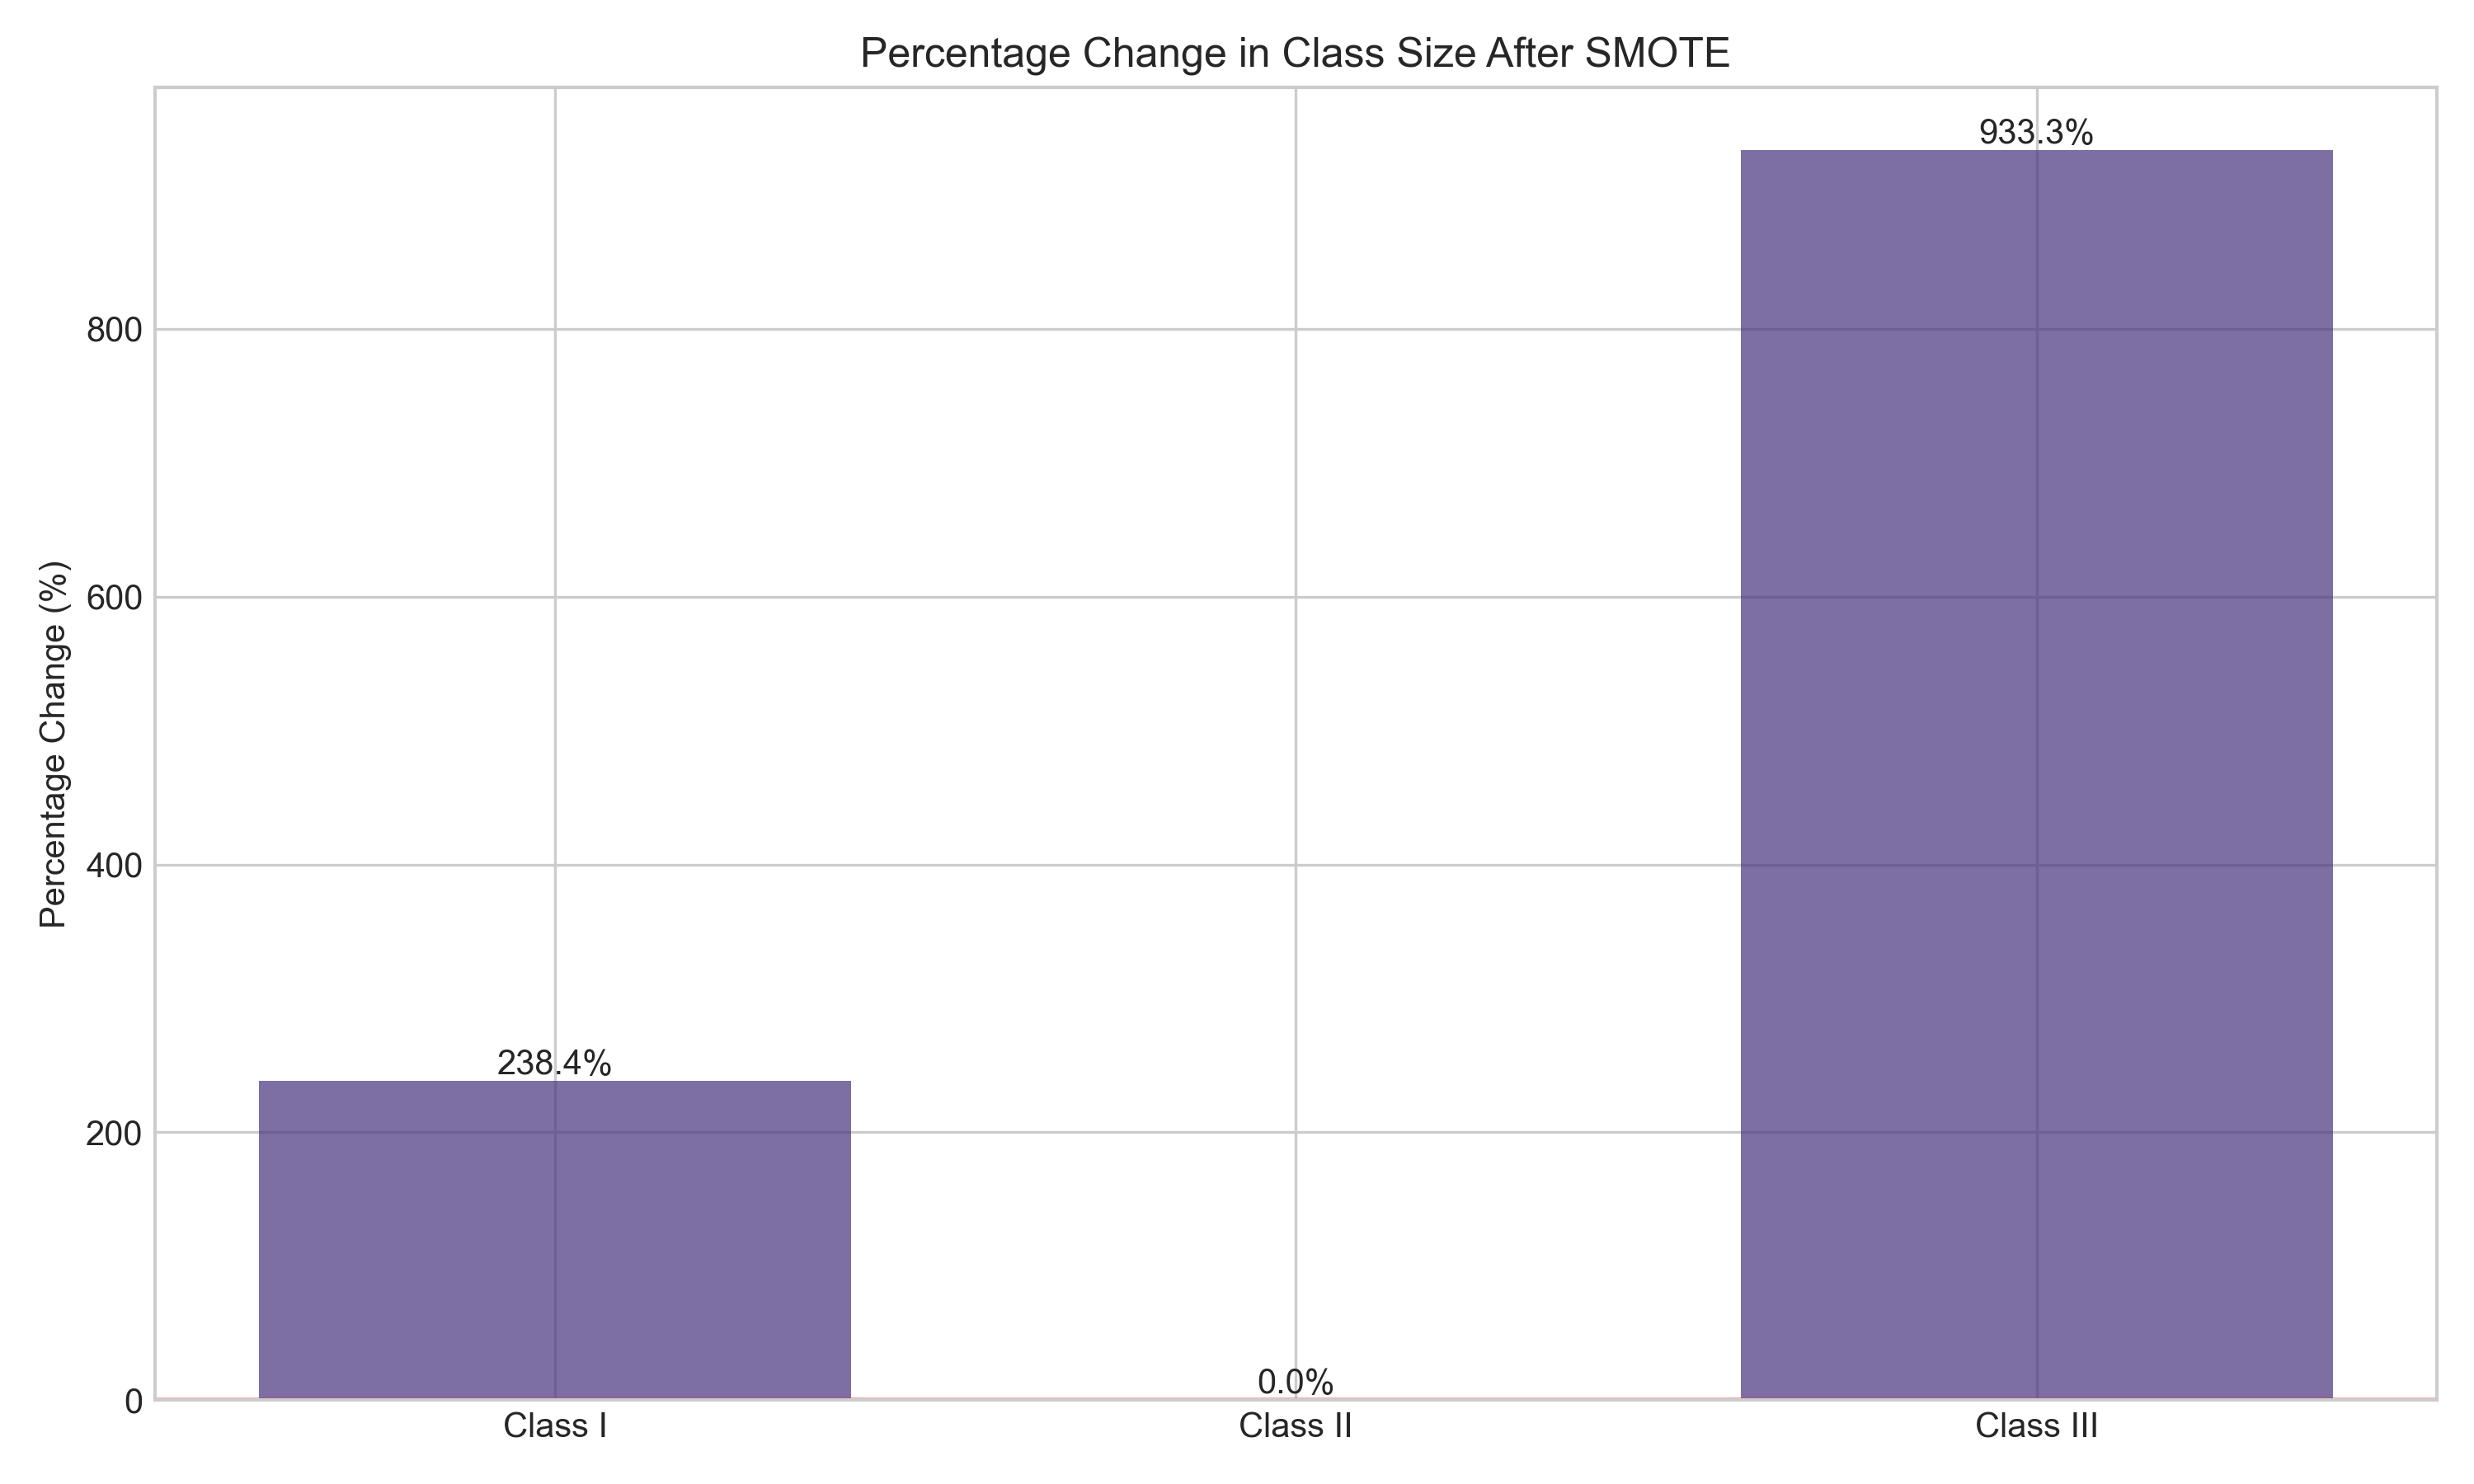 Percentage Change in Class Size After SMOTE
Percentage Change (%)
800
600
400
200
0
933.3%
238.4%
0.0%
Class I
Class II
Class III